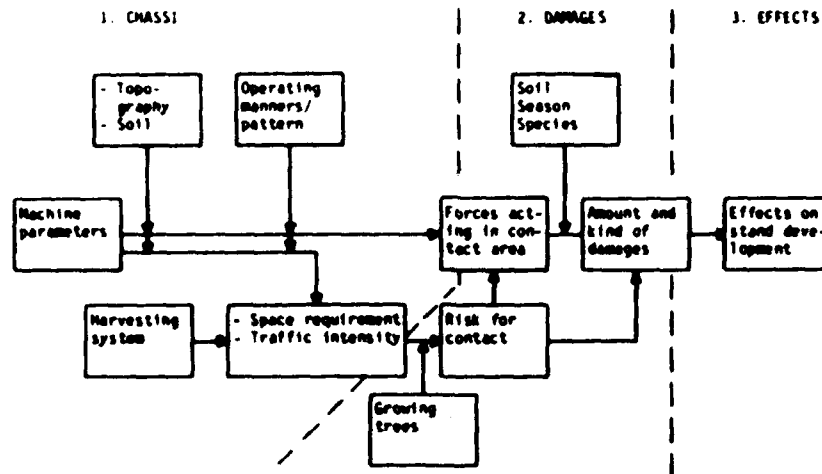 1. CHASSI
2. DAMAGES
3. EFFECTS
- Topo-
graphy
- Soil
Operating
manners/
pattern
Soil
Season
Species
Machine
parameters
Forces act-
ing in con-
tact area
Amount and
kind of
damages
Effects on
stand deve-
lopment
Harvesting
system
- Space requirement
- Traffic intensity
Risk for
contact
Growing
trees